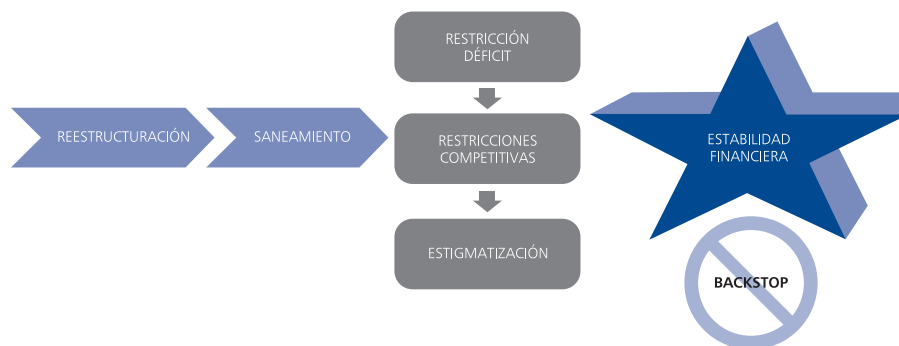 REESTRUCTURACIÓN
SANEAMIENTO
RESTRICCIÓN
DÉFICIT
RESTRICCIONES
COMPETITIVAS
ESTIGMATIZACIÓN
ESTABILIDAD
FINANCIERA
BACKSTOP